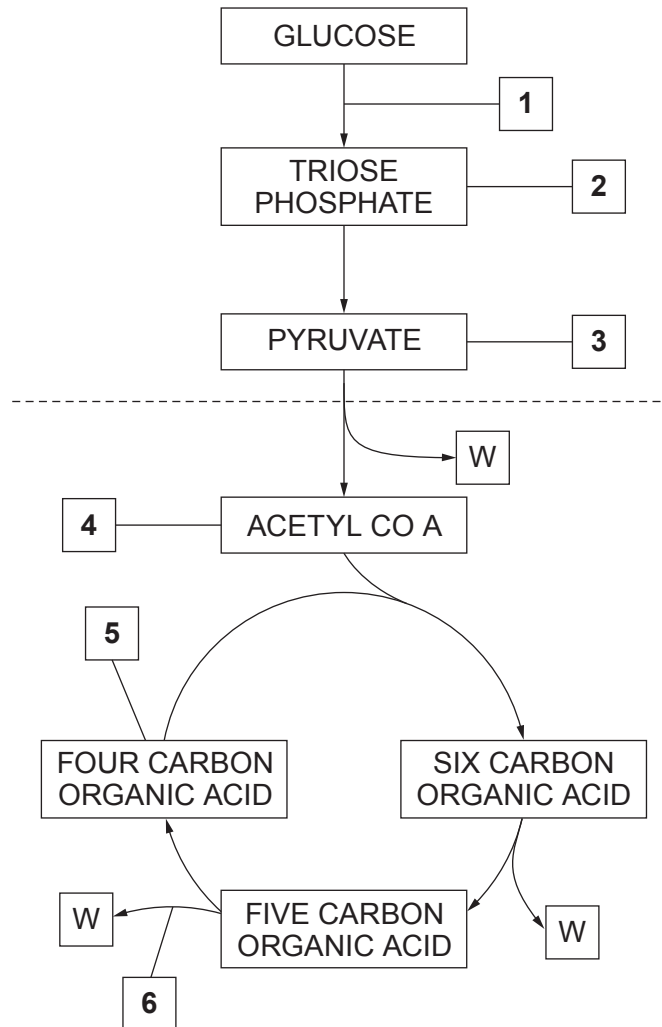 GLUCOSE
1
TRIOSE
PHOSPHATE
2
PYRUVATE
3
W
4
ACETYL CO A
5
FOUR CARBON
ORGANIC ACID
SIX CARBON
ORGANIC ACID
W
FIVE CARBON
ORGANIC ACID
W
6